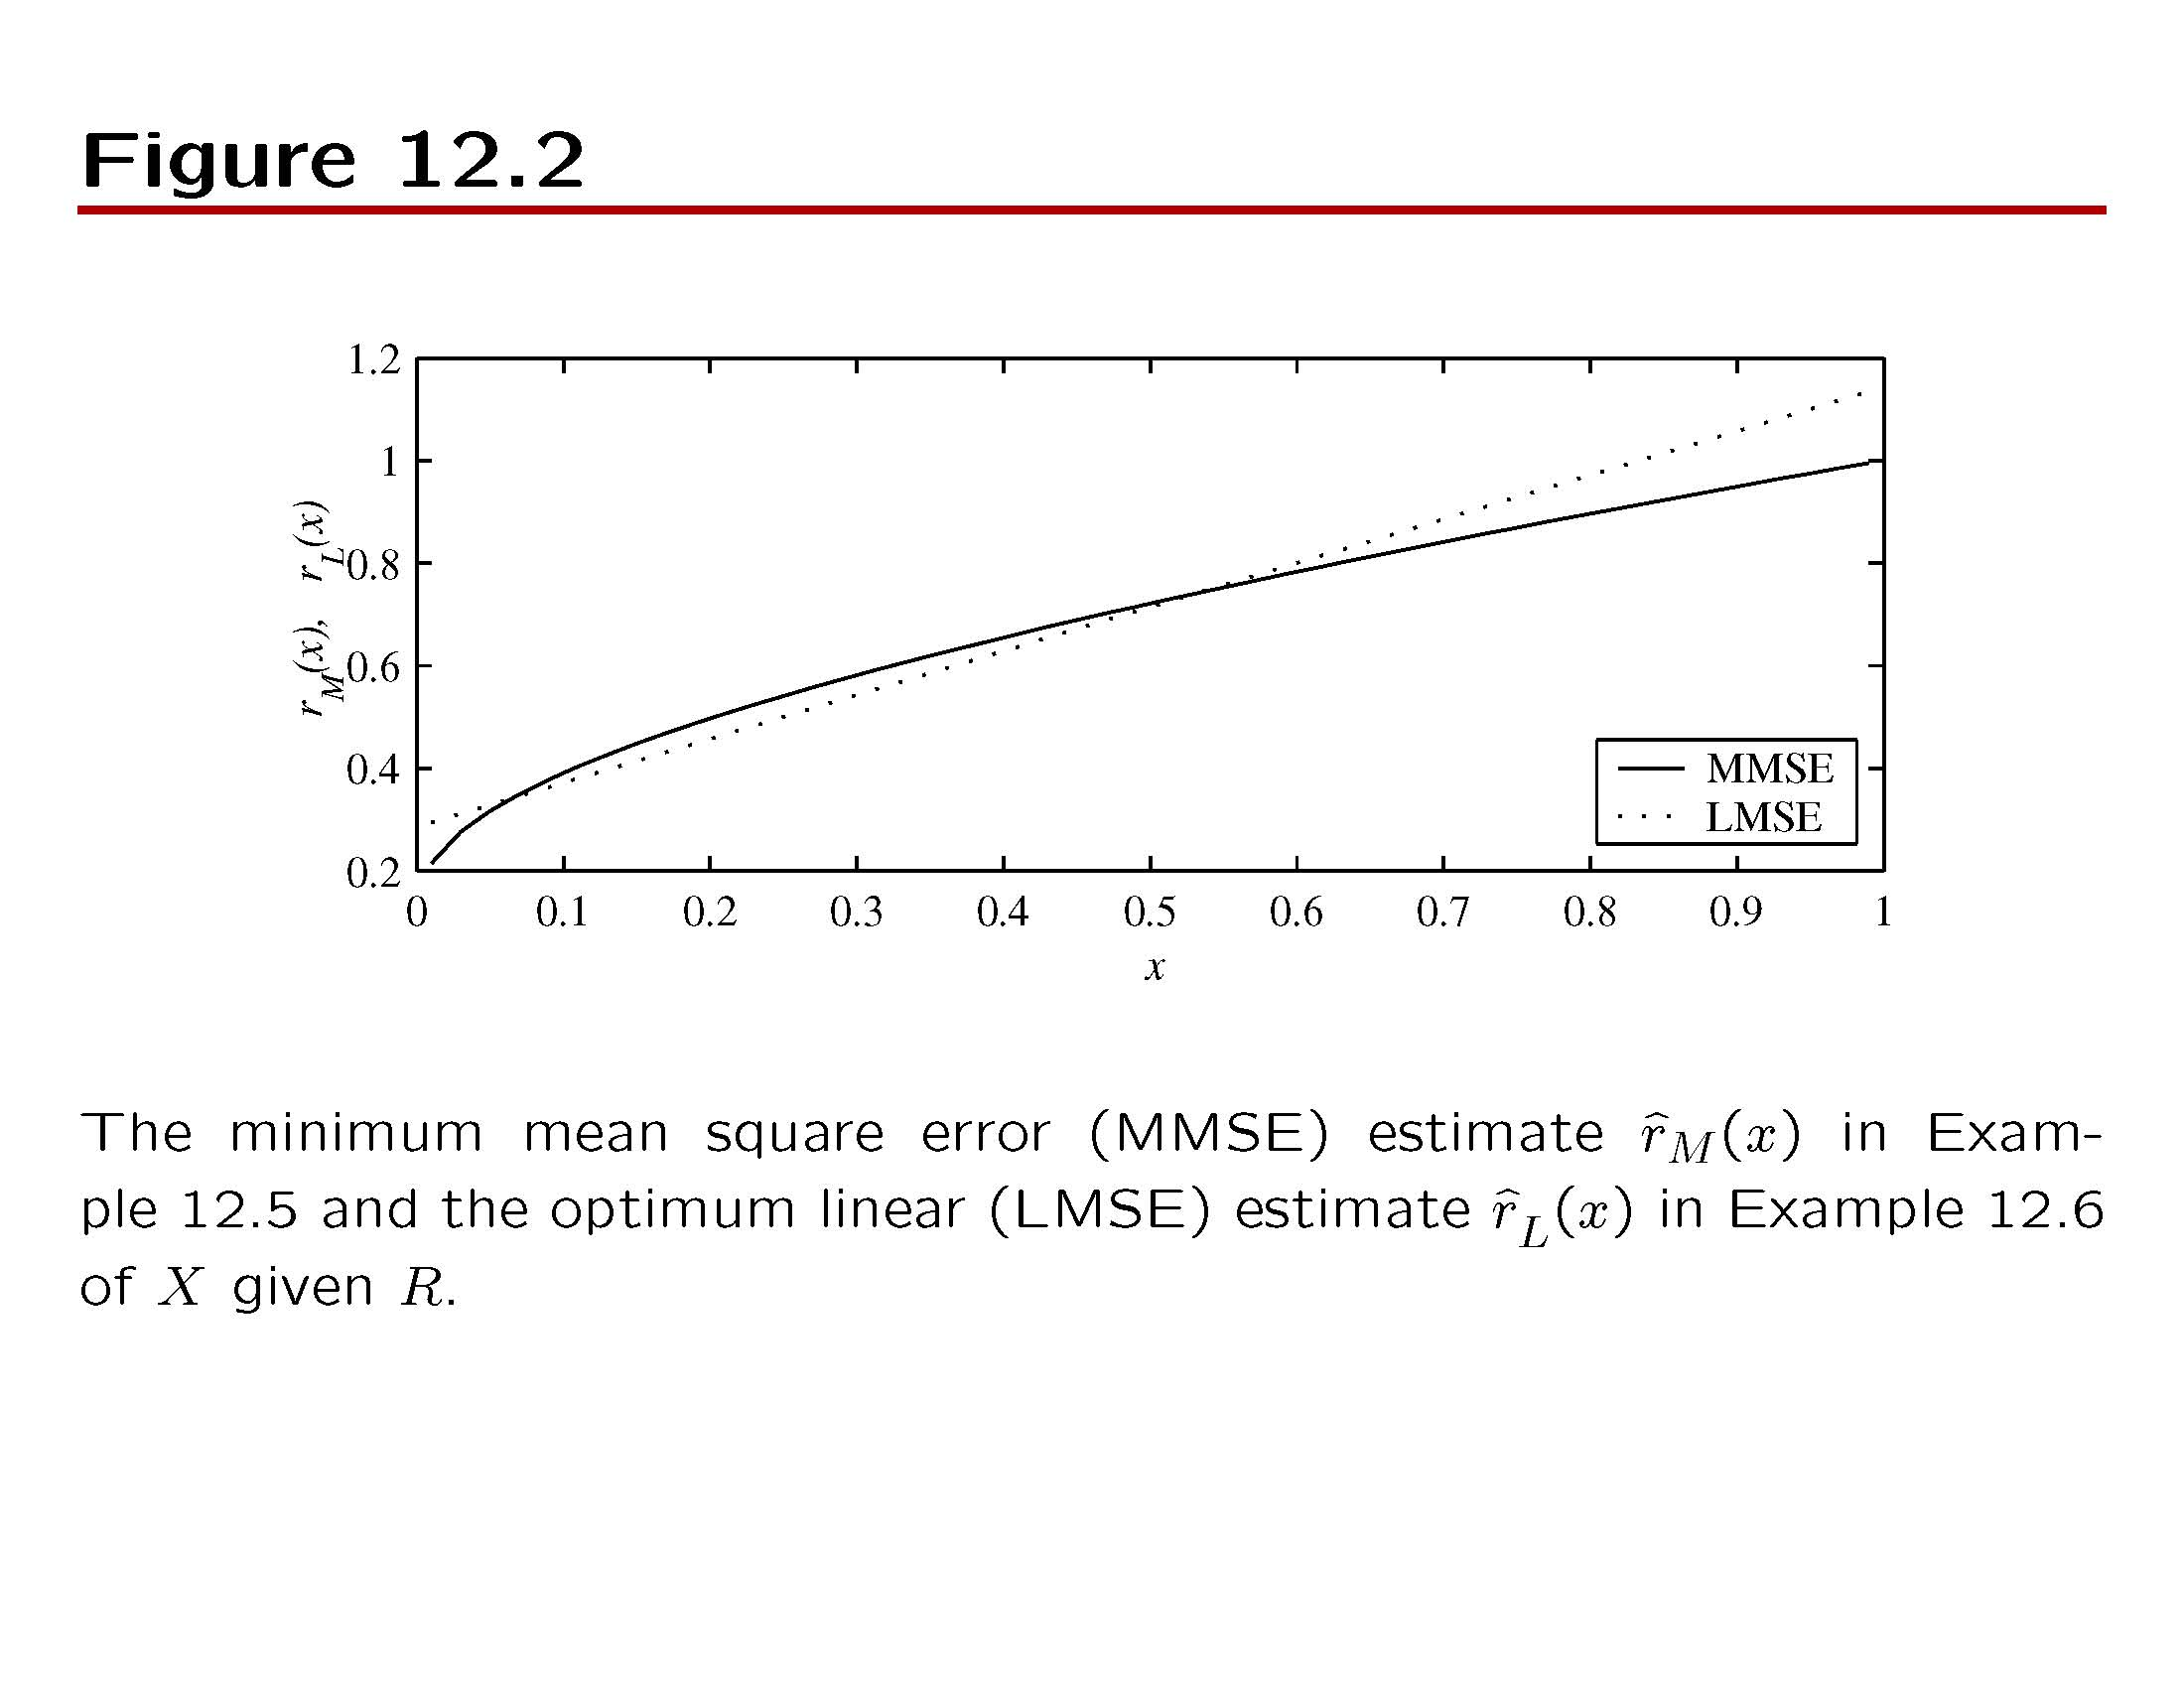 Figure 12.2
1.2
1
0.8
0.6
0.4
0.2
r_M(x), r_L(x)
0 0.1 0.2 0.3 0.4 0.5 0.6 0.7 0.8 0.9 1
x
MMSE
LMSE
The minimum mean square error (MMSE) estimate r̂_M(x) in Exam-
ple 12.5 and the optimum linear (LMSE) estimate r̂_L(x) in Example 12.6
of X given R.